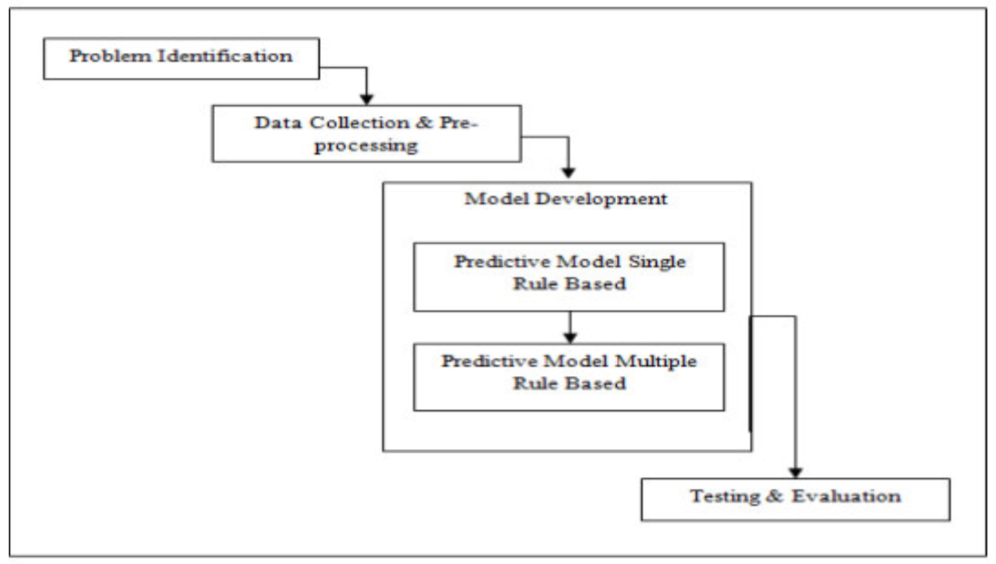 Problem Identification
Data Collection & Pre-
processing
Model Development
Predictive Model Single
Rule Based
Predictive Model Multiple
Rule Based
Testing & Evaluation